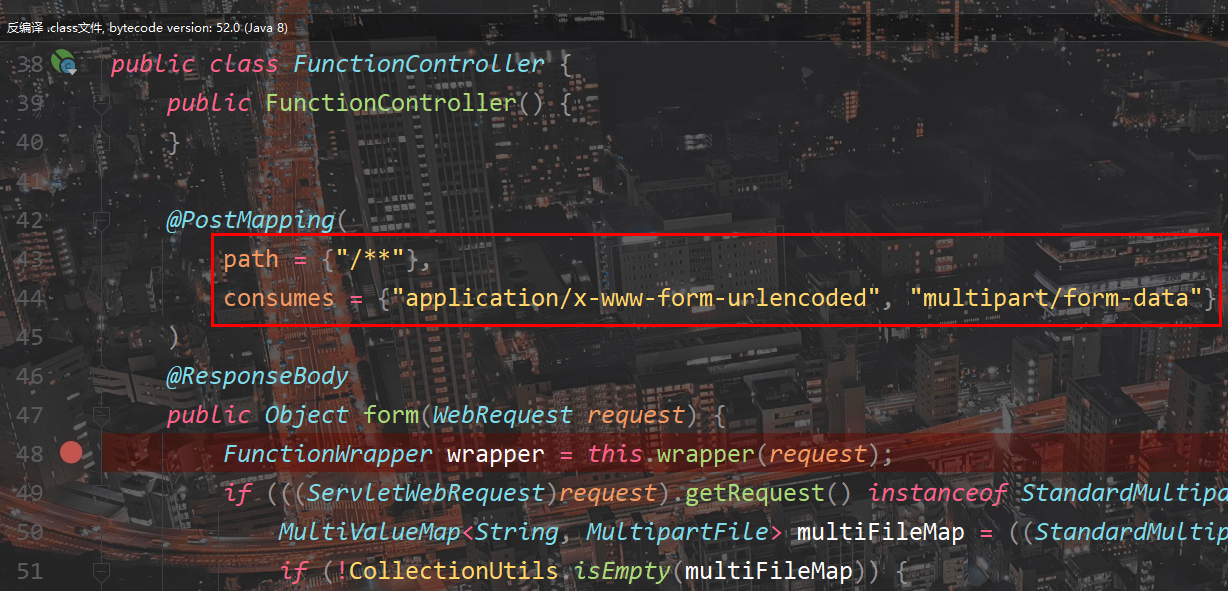 反编译 .class文件, bytecode version: 52.0 (Java 8)
38 public class FunctionController {
39 public FunctionController() {
40 }
41
42 @PostMapping(
43 path = {"/**"},
44 consumes = {"application/x-www-form-urlencoded", "multipart/form-data"}
45 )
46 @ResponseBody
47 public Object form(WebRequest request) {
48 FunctionWrapper wrapper = this.wrapper(request);
49 if (((ServletWebRequest)request).getRequest() instanceof StandardMultipa
50 MultiValueMap<String, MultipartFile> multiFileMap = ((StandardMultip
51 if (!CollectionUtils.isEmpty(multiFileMap)) {